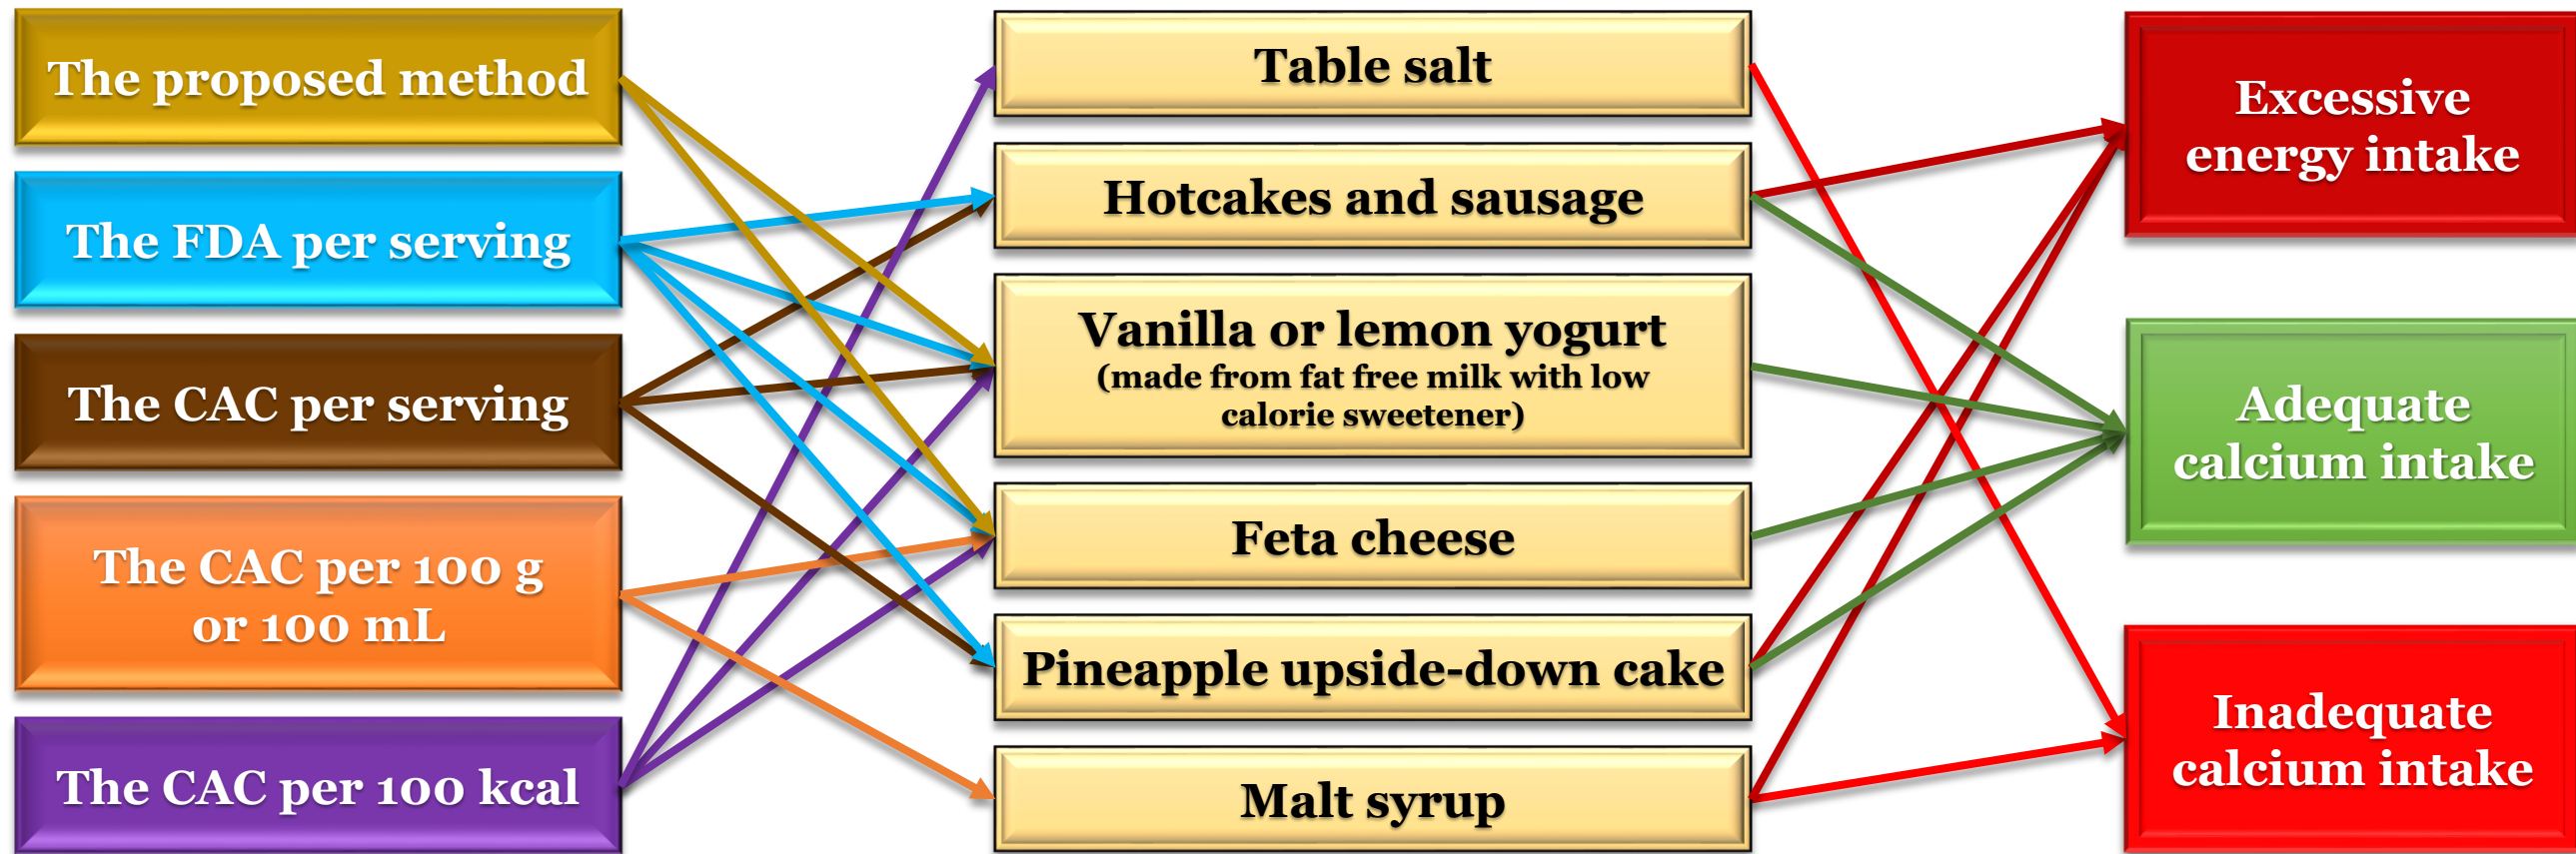 The proposed method
The FDA per serving
The CAC per serving
The CAC per 100 g
or 100 mL
The CAC per 100 kcal
Table salt
Hotcakes and sausage
Vanilla or lemon yogurt
(made from fat free milk with low
calorie sweetener)
Feta cheese
Pineapple upside-down cake
Malt syrup
Excessive
energy intake
Adequate
calcium intake
Inadequate
calcium intake